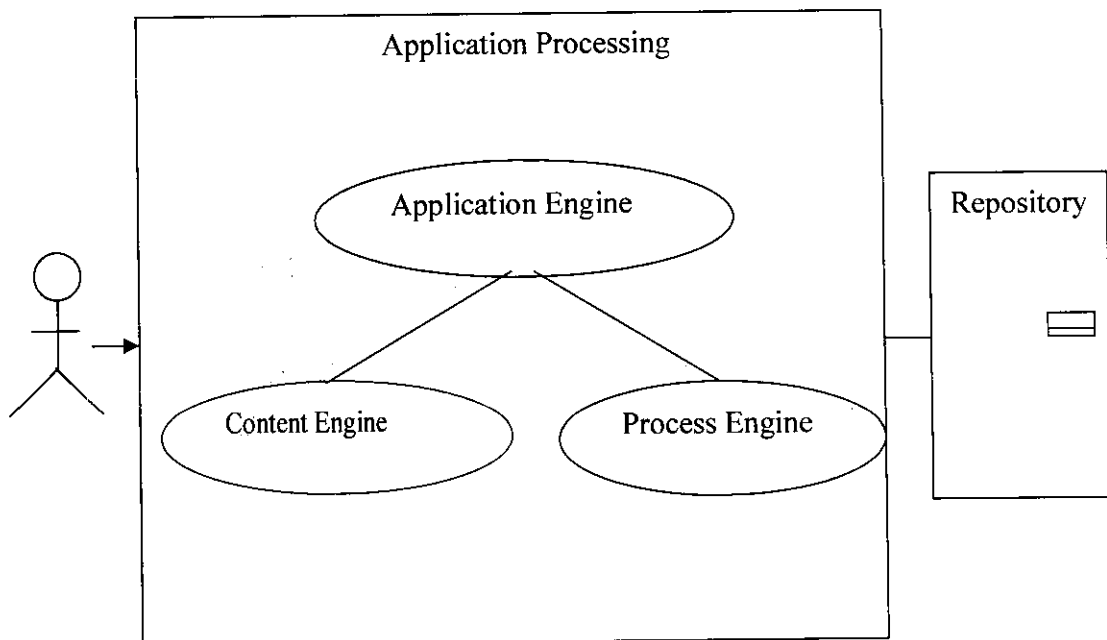 Application Processing
Application Engine
Repository
Content Engine
Process Engine